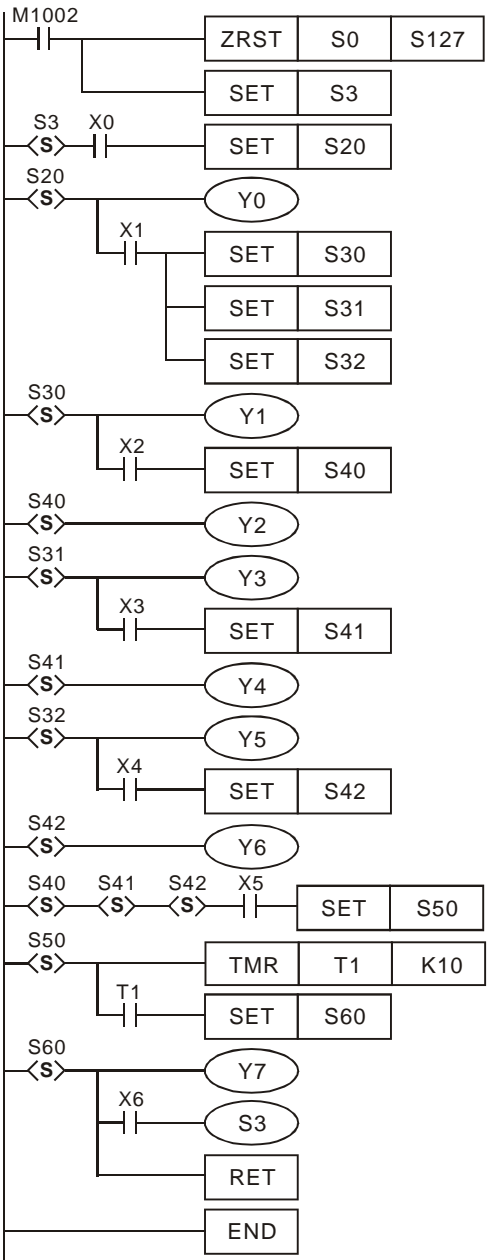 M1002
ZRST S0 S127
SET S3
S3 X0
S SET S20
S20
S Y0
X1
SET S30
SET S31
SET S32
S30
S Y1
X2
SET S40
S40
S Y2
S31
S Y3
X3
SET S41
S41
S Y4
S32
S Y5
X4
SET S42
S42
S Y6
S40 S41 S42 X5
S S S SET S50
S50
S TMR T1 K10
T1
SET S60
S60
S Y7
X6
S3
RET
END